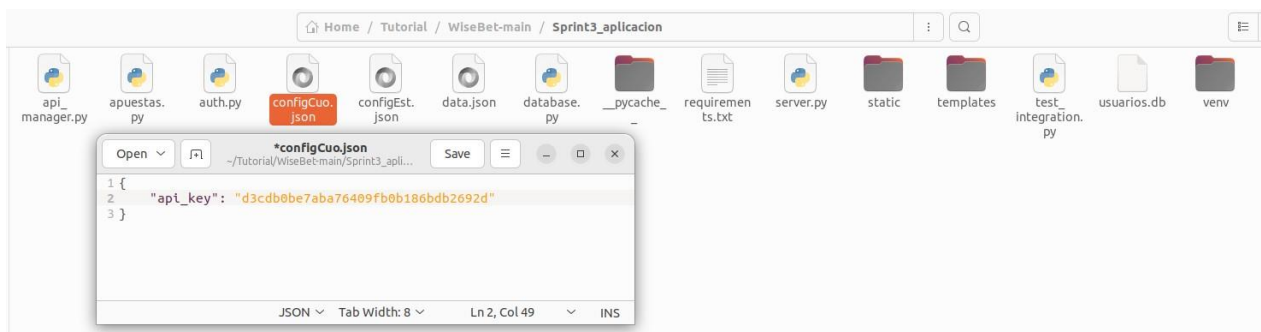 Home / Tutorial / WiseBet-main / Sprint3_aplicacion
api_
manager.py
apuestas.
py
auth.py
configCuo.
json
configEst.
json
data.json
database.
py
__pycache_
_
requiremen
ts.txt
server.py
static
templates
test_
integration.
py
usuarios.db
venv
Open
*configCuo.json
~/Tutorial/WiseBet-main/Sprint3_apli...
Save
1 {
2 "api_key": "d3cdb0be7aba76409fb0b186bdb2692d"
3 }
JSON Tab Width: 8 Ln 2, Col 49 INS